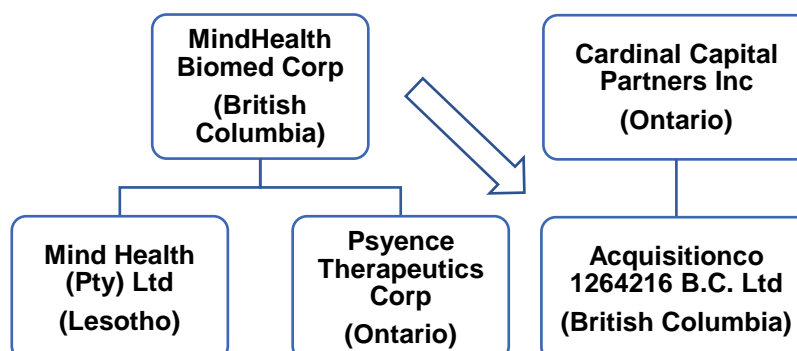 MindHealth
Biomed Corp
(British
Columbia)
Cardinal Capital
Partners Inc
(Ontario)
Mind Health
(Pty) Ltd
(Lesotho)
Psyence
Therapeutics
Corp
(Ontario)
Acquisitionco
1264216 B.C. Ltd
(British Columbia)